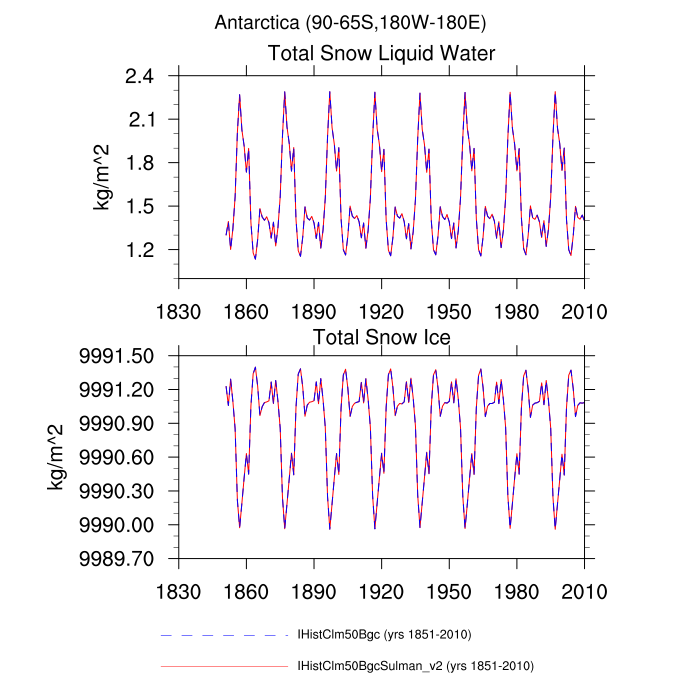 Antarctica (90-65S,180W-180E)
Total Snow Liquid Water
2.4
2.1
1.8
1.5
1.2
kg/m^2
1830 1860 1890 1920 1950 1980 2010
Total Snow Ice
9991.50
9991.20
9990.90
9990.60
9990.30
9990.00
9989.70
kg/m^2
1830 1860 1890 1920 1950 1980 2010
IHistClm50Bgc (yrs 1851-2010)
IHistClm50BgcSulman_v2 (yrs 1851-2010)